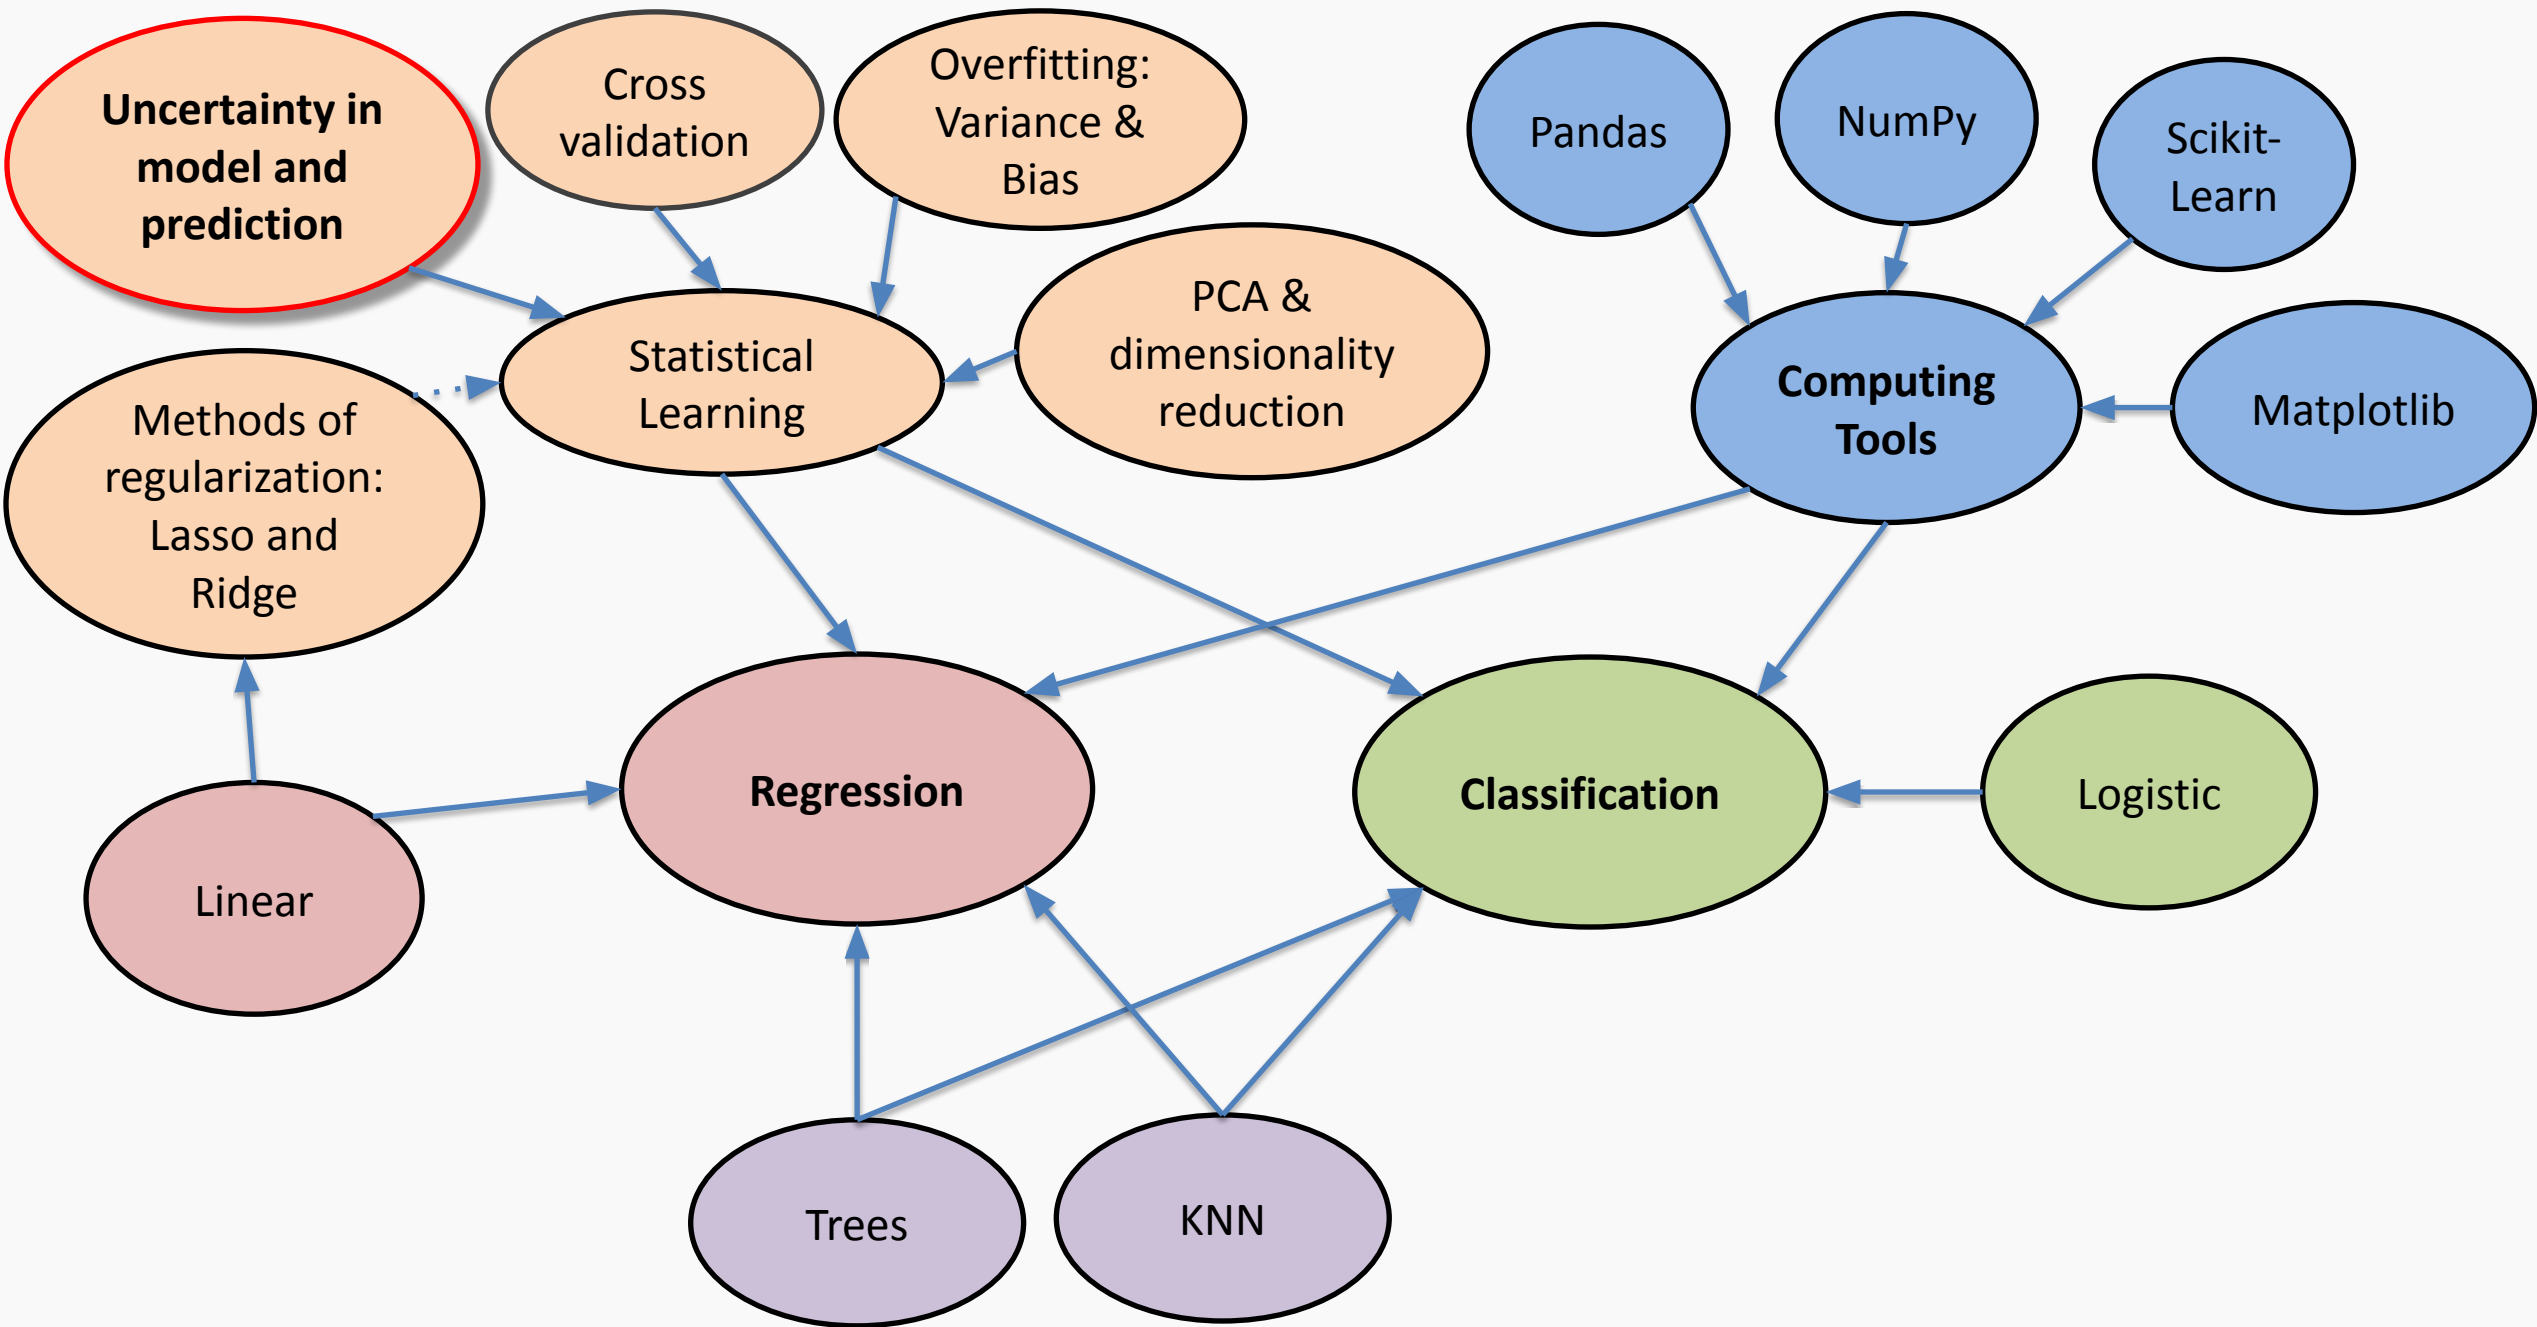 Uncertainty in
model and
prediction
Cross
validation
Overfitting:
Variance &
Bias
Pandas
NumPy
Scikit-
Learn
PCA &
dimensionality
reduction
Statistical
Learning
Computing
Tools
Matplotlib
Methods of
regularization:
Lasso and
Ridge
Regression
Classification
Logistic
Linear
Trees
KNN